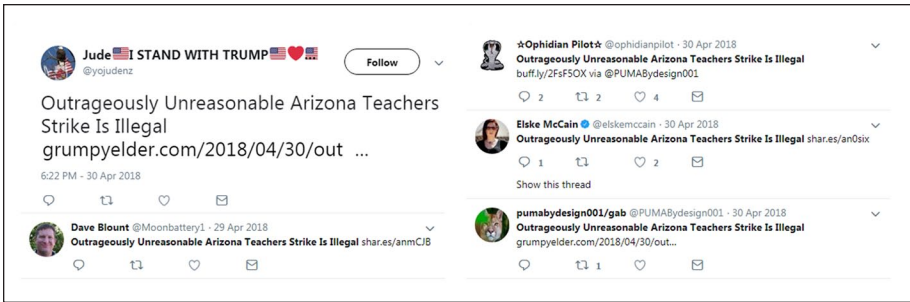 Jude🇺🇸I STAND WITH TRUMP🇺🇸❤️🇺🇸
@yojudenz
Follow
Outrageously Unreasonable Arizona Teachers
Strike Is Illegal
grumpyelder.com/2018/04/30/out ...
6:22 PM - 30 Apr 2018
Dave Blount @Moonbattery1 · 29 Apr 2018
Outrageously Unreasonable Arizona Teachers Strike Is Illegal shar.es/anmCJB
☆Ophidian Pilot☆ @ophidianpilot · 30 Apr 2018
Outrageously Unreasonable Arizona Teachers Strike Is Illegal
buff.ly/2FsF5OX via @PUMABydesign001
2 2 4
Elske McCain @elskemccain · 30 Apr 2018
Outrageously Unreasonable Arizona Teachers Strike Is Illegal shar.es/an0six
1 2
Show this thread
pumabydesign001/gab @PUMABydesign001 · 30 Apr 2018
Outrageously Unreasonable Arizona Teachers Strike Is Illegal
grumpyelder.com/2018/04/30/out...
1